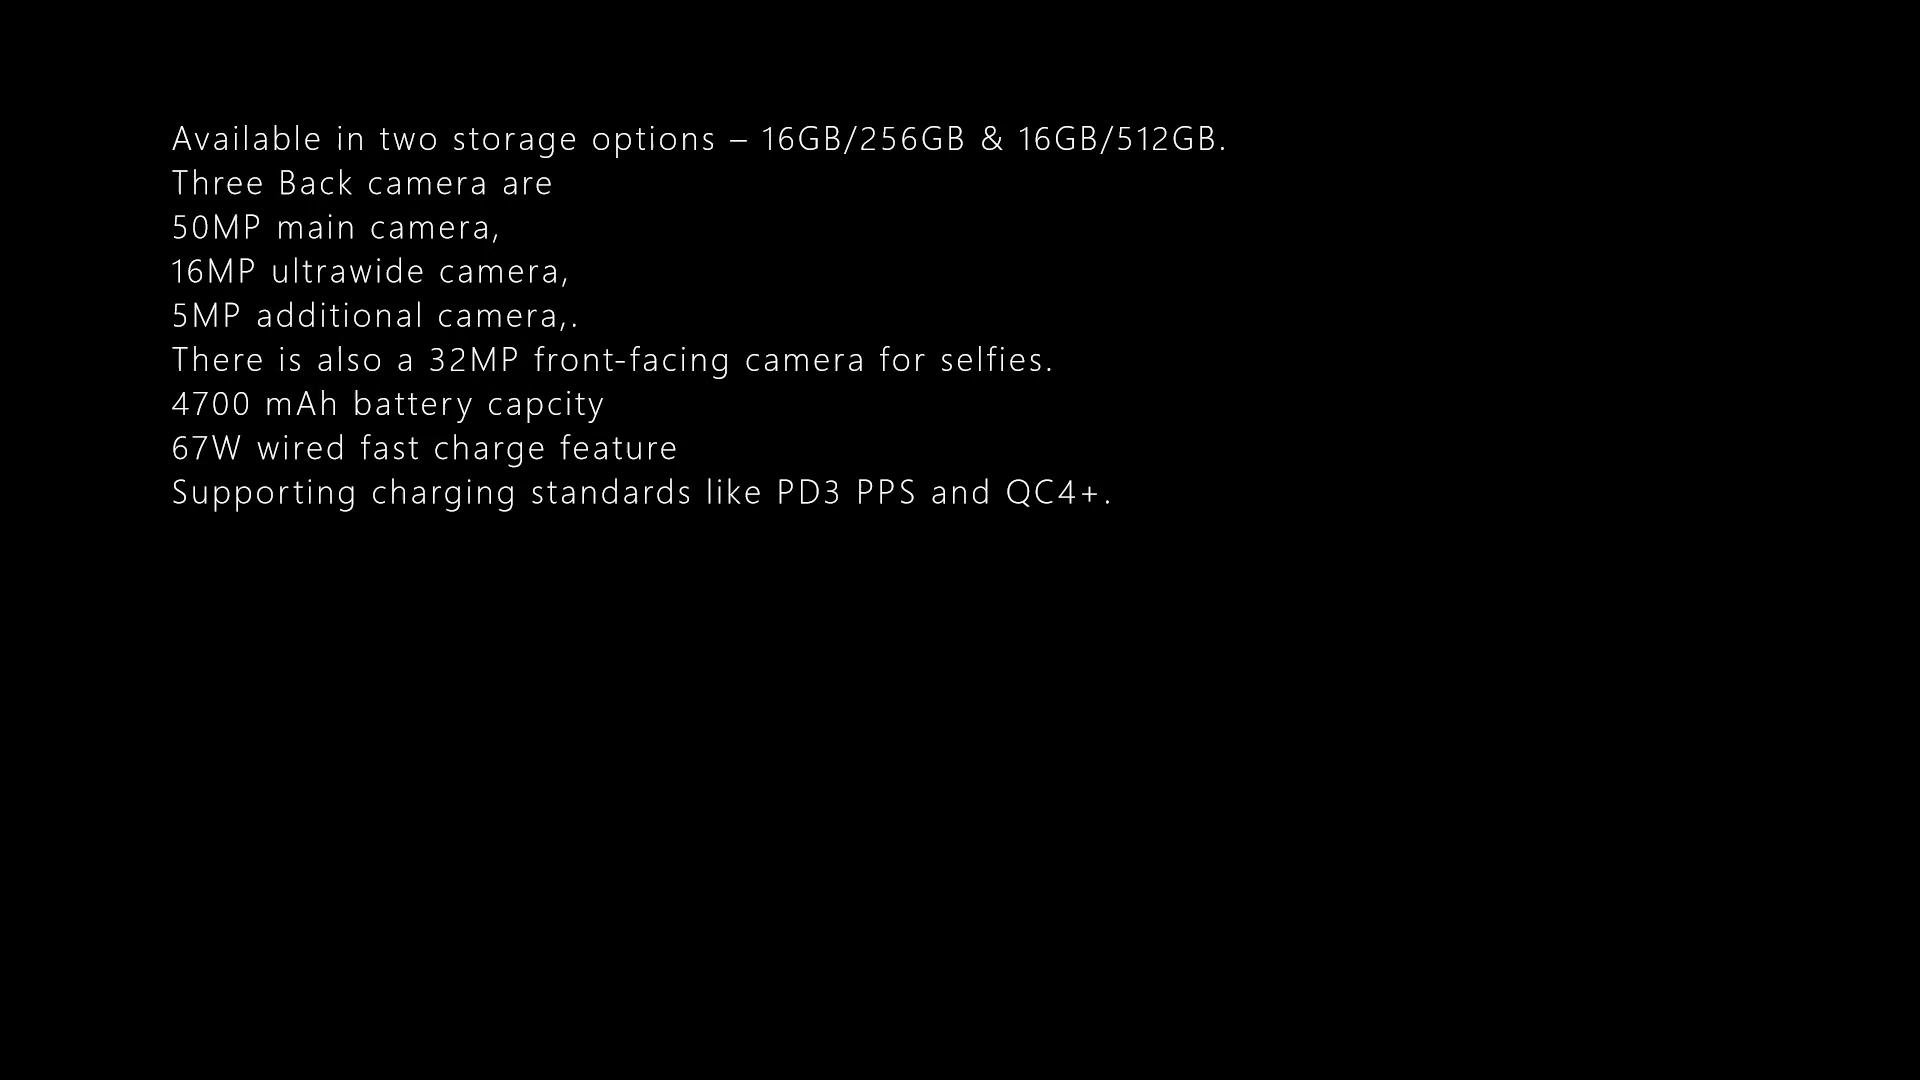 Available in two storage options – 16GB/256GB & 16GB/512GB.
Three Back camera are
50MP main camera,
16MP ultrawide camera,
5MP additional camera,.
There is also a 32MP front-facing camera for selfies.
4700 mAh battery capcity
67W wired fast charge feature
Supporting charging standards like PD3 PPS and QC4+.